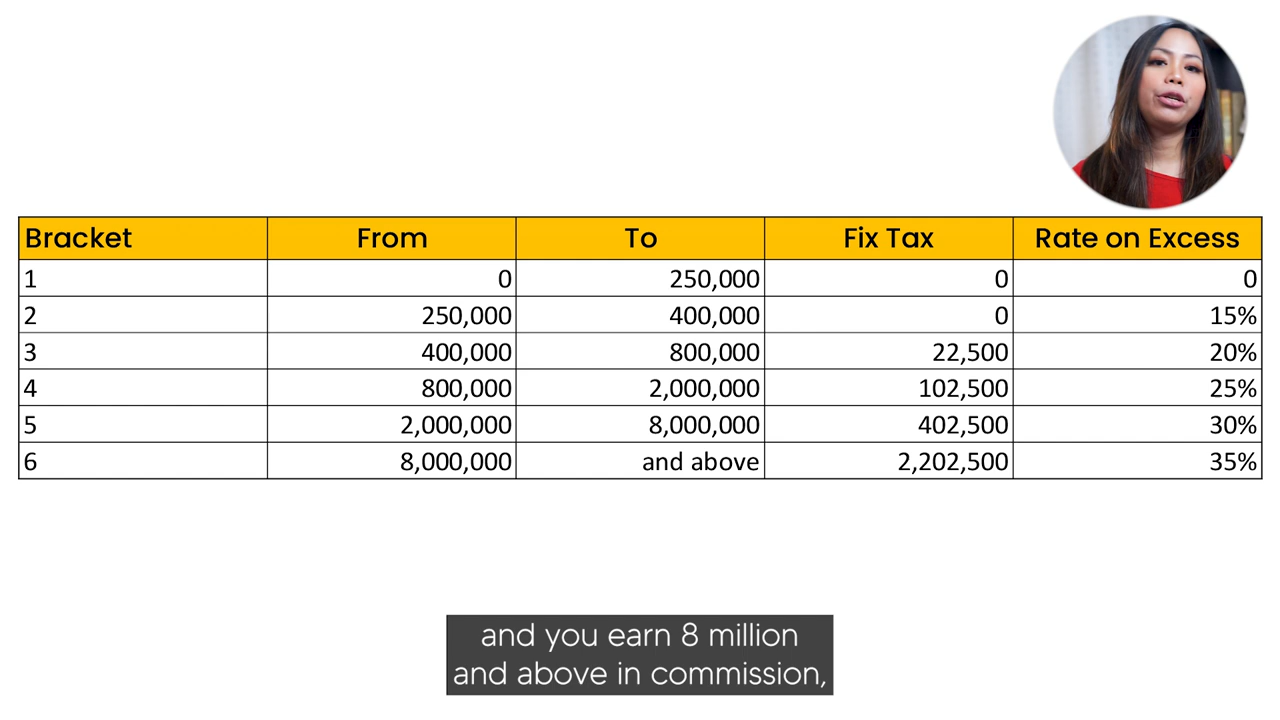 Bracket From To Fix Tax Rate on Excess
1 0 250,000 0 0
2 250,000 400,000 0 15%
3 400,000 800,000 22,500 20%
4 800,000 2,000,000 102,500 25%
5 2,000,000 8,000,000 402,500 30%
6 8,000,000 and above 2,202,500 35%
and you earn 8 million
and above in commission,